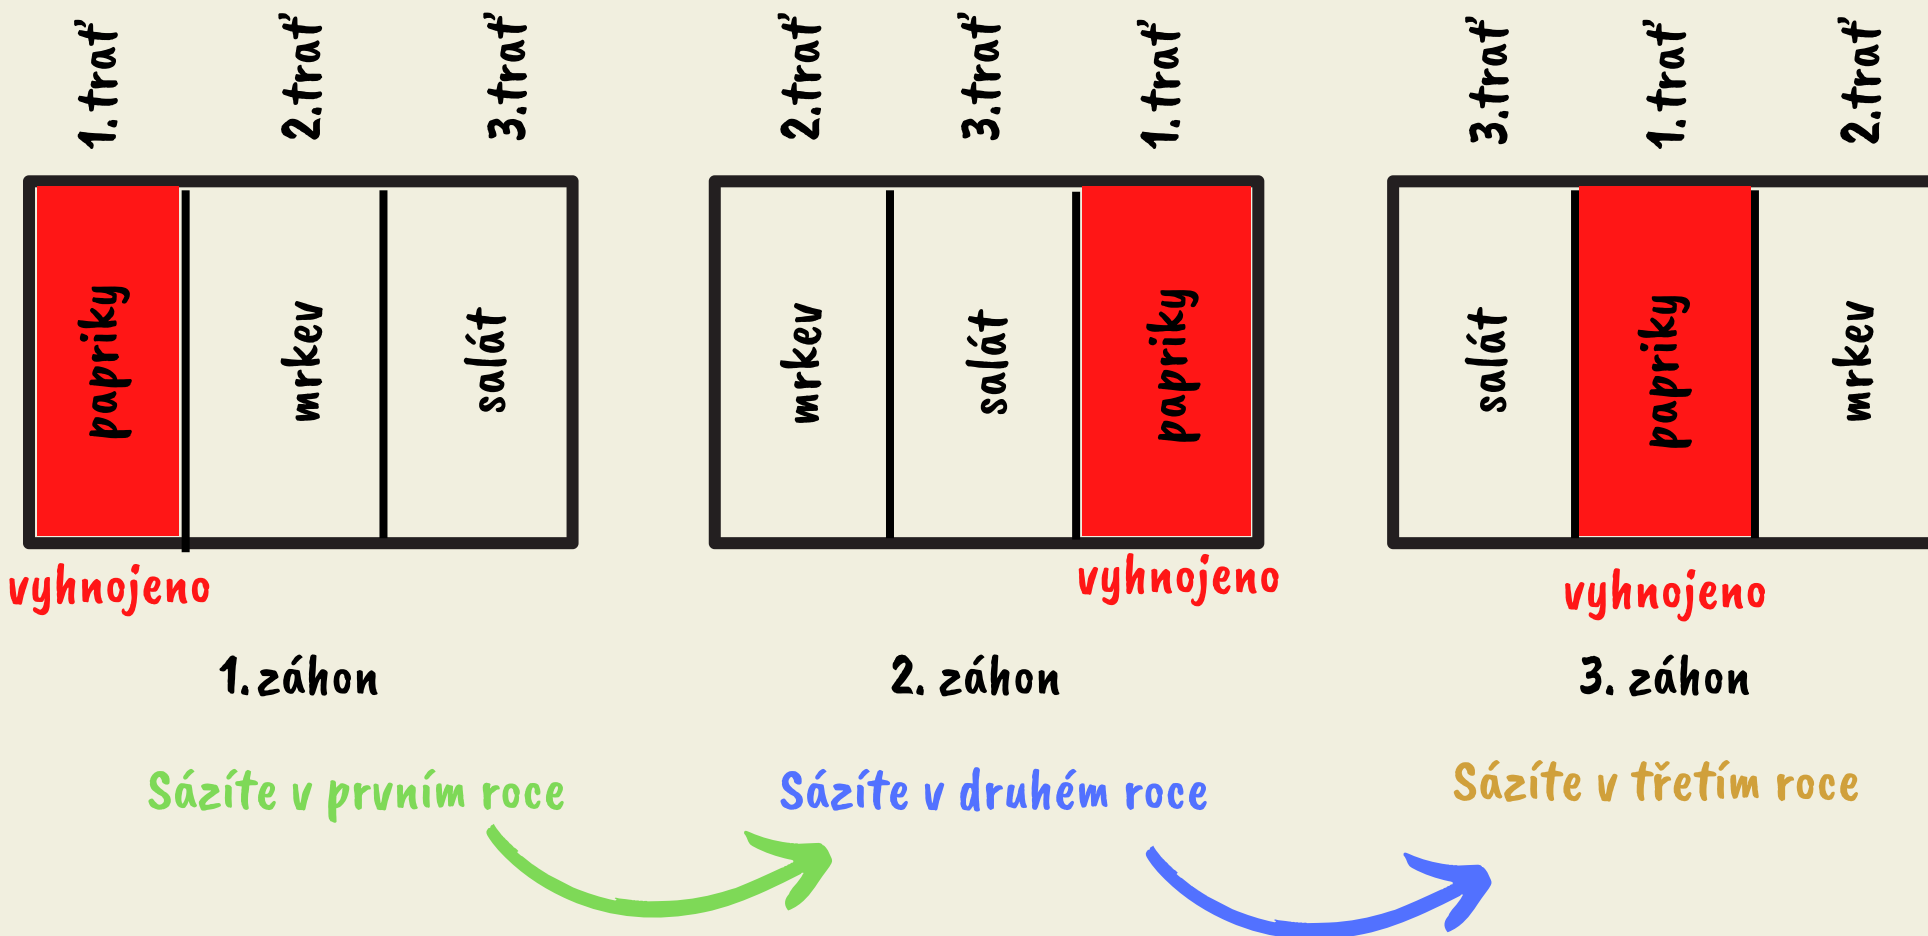 1.trať
2.trať
3.trať
2.trať
3.trať
1.trať
3.trať
1.trať
2.trať
papriky
mrkev
salát
mrkev
salát
papriky
salát
papriky
mrkev
vyhnojeno
vyhnojeno
vyhnojeno
1.záhon
2. záhon
3. záhon
Sázíte v prvním roce
Sázíte v druhém roce
Sázíte v třetím roce